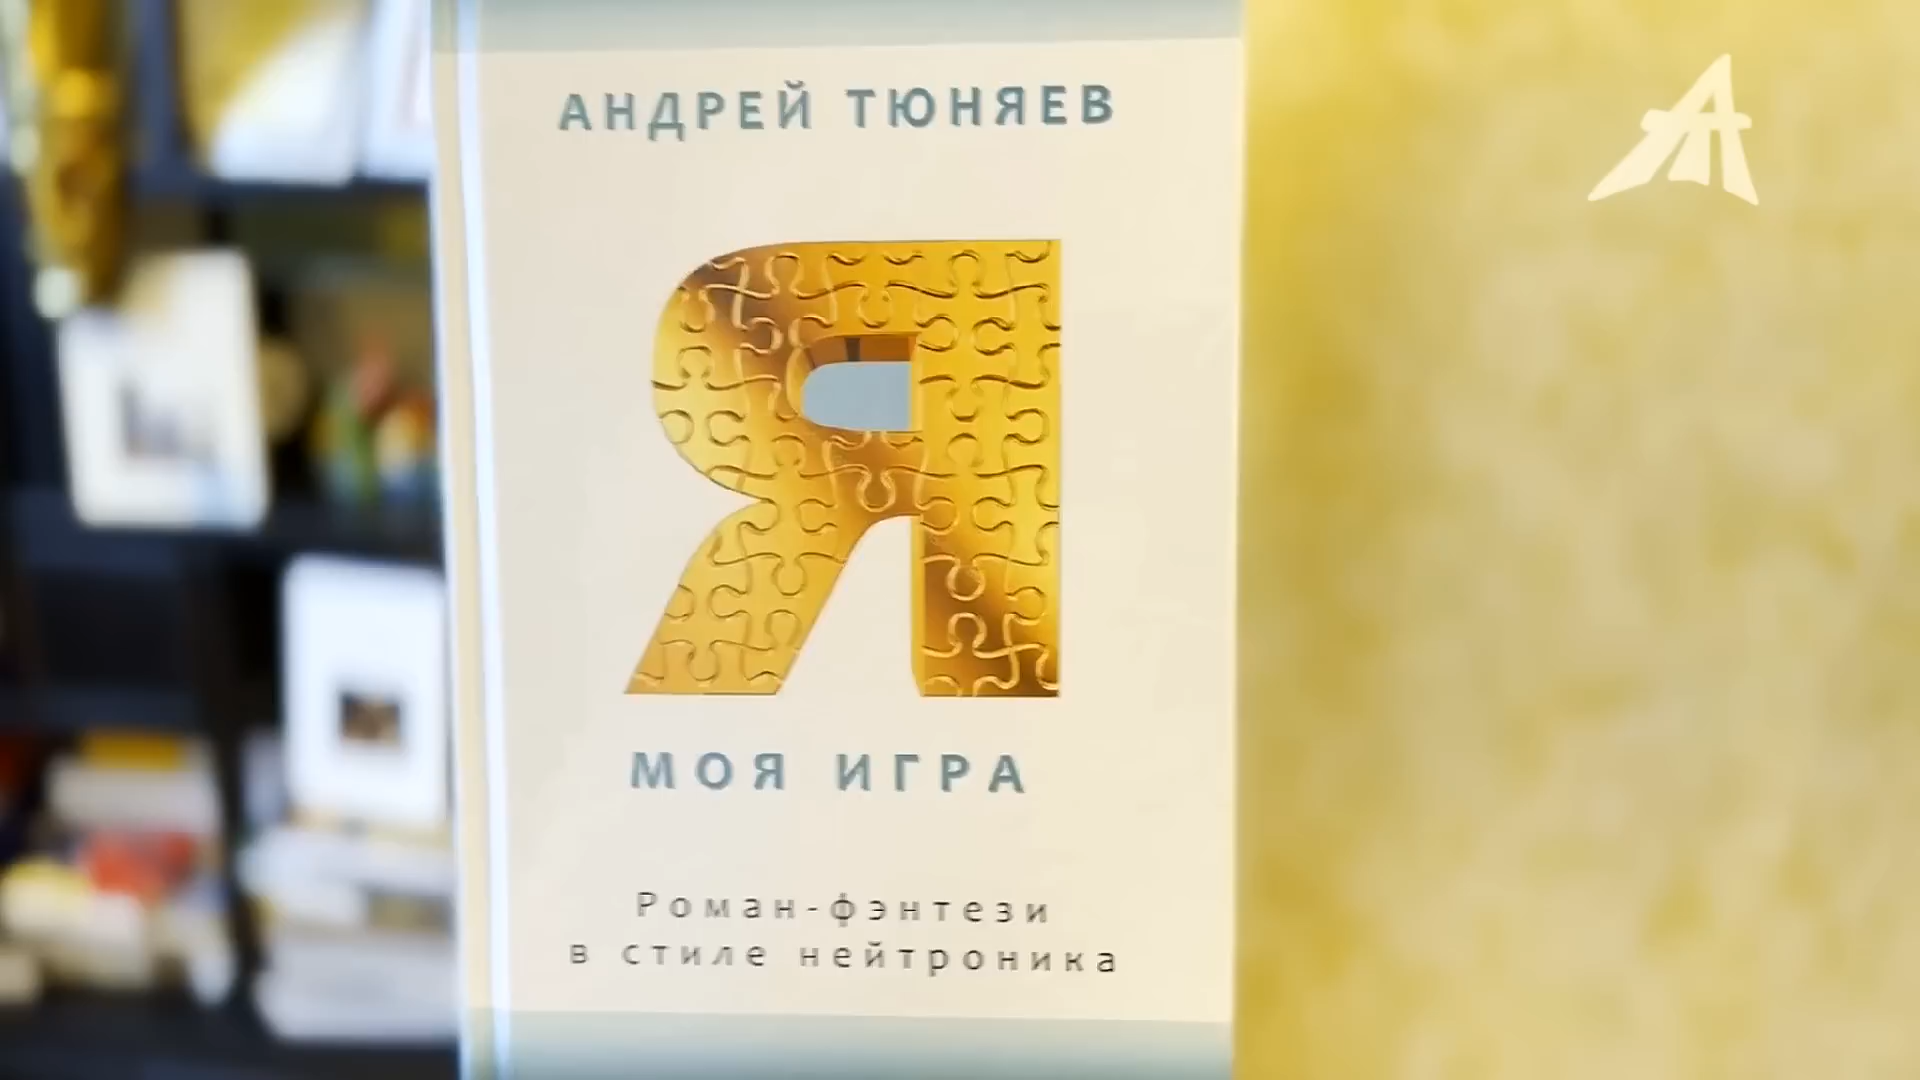 АНДРЕЙ ТЮНЯЕВ
Я
МОЯ ИГРА
Роман-фэнтези
в стиле нейтроника